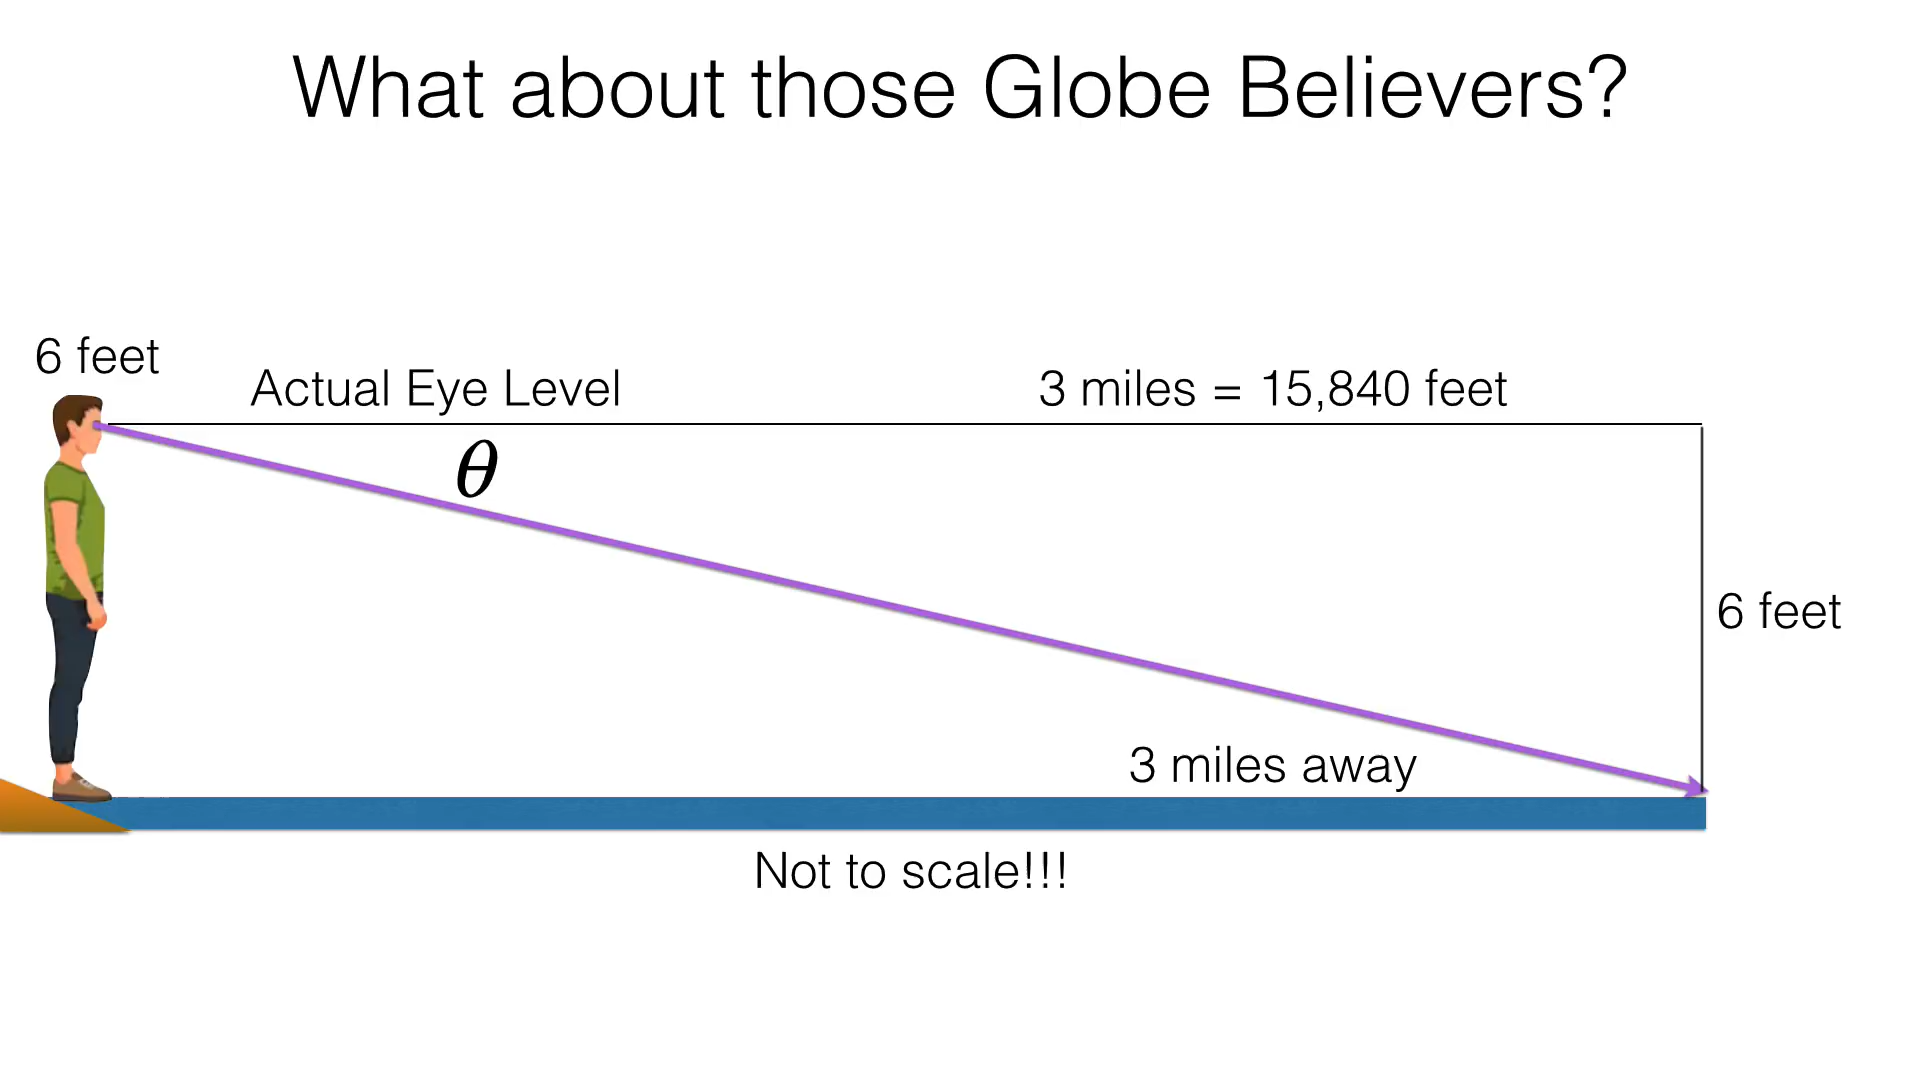 What about those Globe Believers?
6 feet
Actual Eye Level
3 miles = 15,840 feet
θ
6 feet
3 miles away
Not to scale!!!